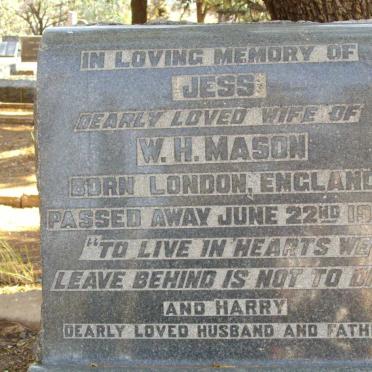 IN LOVING MEMORY OF
JESS
DEARLY LOVED WIFE OF
W. H. MASON
BORN LONDON, ENGLAND
PASSED AWAY JUNE 22ND 19
"TO LIVE IN HEARTS WE
LEAVE BEHIND IS NOT TO
AND HARRY
DEARLY LOVED HUSBAND AND FATH